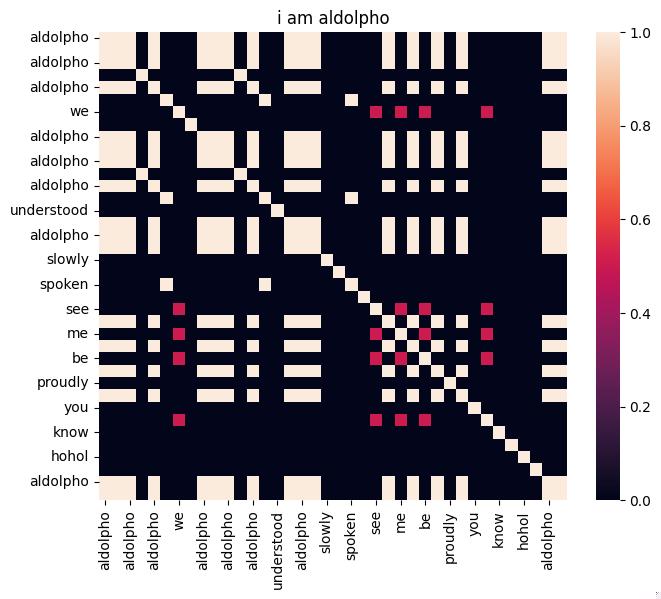 i am aldolpho
aldolpho
aldolpho
aldolpho
we
aldolpho
aldolpho
aldolpho
understood
aldolpho
slowly
spoken
see
me
be
proudly
you
know
hohol
aldolpho
1.0
0.8
0.6
0.4
0.2
0.0
aldolpho
aldolpho
aldolpho
we
aldolpho
aldolpho
aldolpho
understood
aldolpho
slowly
spoken
see
me
be
proudly
you
know
hohol
aldolpho